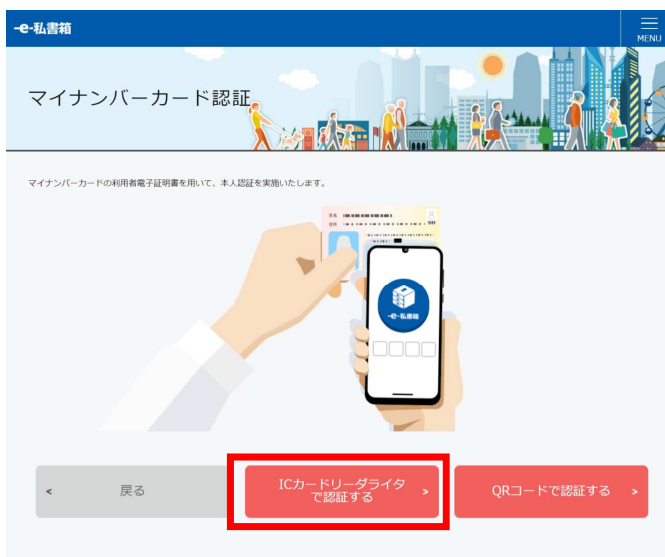 -e-私書箱
MENU
マイナンバーカード認証
マイナンバーカードの利用者電子証明書を用いて、本人認証を実施いたします。
氏名
住所
-e-私書箱
< 戻る
ICカードリーダライタ
で認証する >
QRコードで認証する >